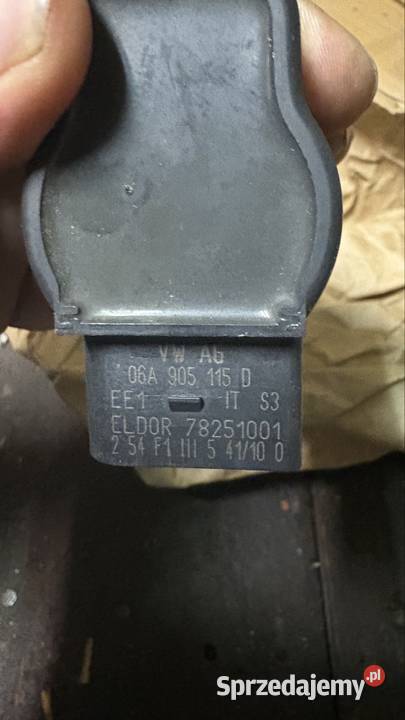 VW AG
06A 905 115 D
EE1 IT S3
ELDOR 78251001
2 54 F1 III 5 41/10 0
Sprzedajemy.pl